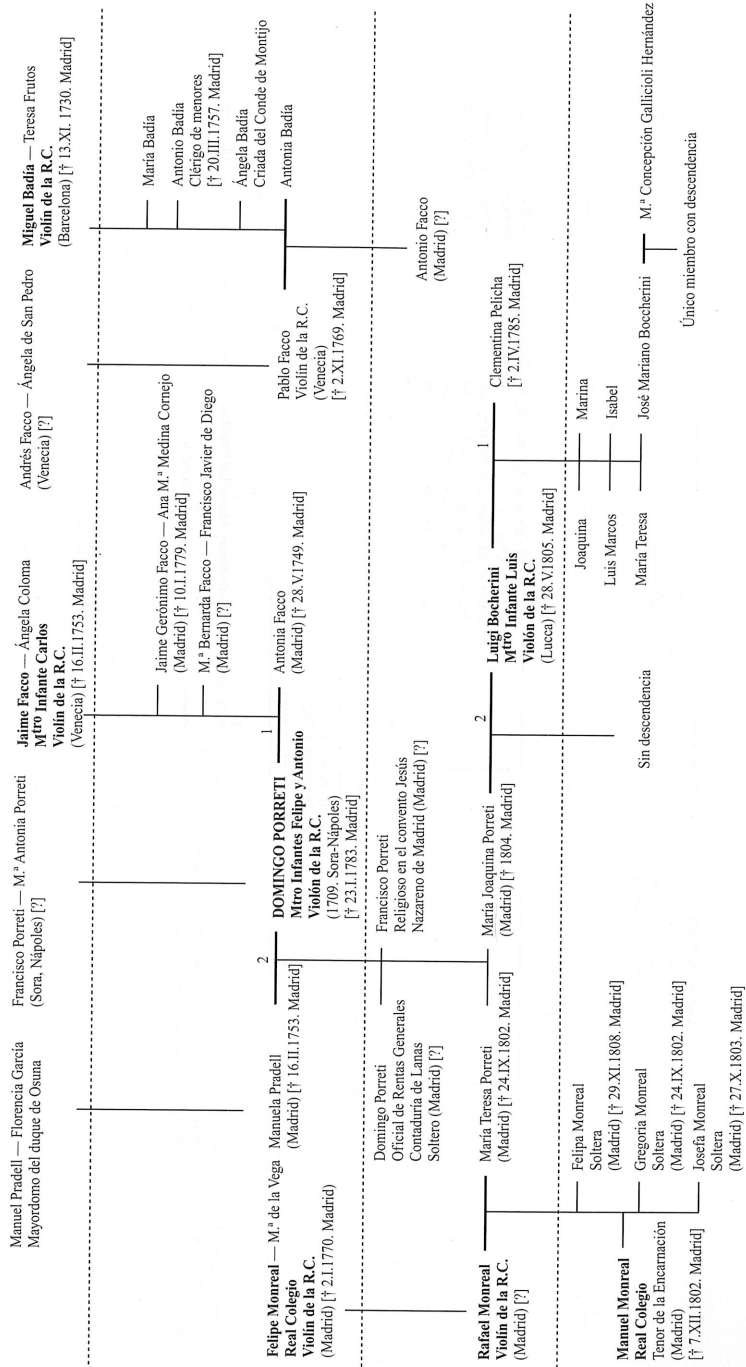 Manuel Pradell — Florencia García
Mayordomo del duque de Osuna
Francisco Porreti — M.ª Antonia Porreti
(Sora, Nápoles) [?]
Jaime Facco — Ángela Coloma
Mtro Infante Carlos
Violín de la R.C.
(Venecia) [† 16.II.1753. Madrid]
Andrés Facco — Ángela de San Pedro
(Venecia) [?]
Miguel Badía — Teresa Frutos
Violín de la R.C.
(Barcelona) [† 13.XI. 1730. Madrid)
Jaime Gerónimo Facco — Ana M.ª Medina Cornejo
(Madrid) [† 10.I.1779. Madrid)
M.ª Bernarda Facco — Francisco Javier de Diego
(Madrid) [?]
María Badía
Antonio Badía
Clérigo de menores
[† 20.III.1757. Madrid)
Ángela Badía
Criada del Conde de Montijo
Antonia Badía
Felipe Monreal — M.ª de la Vega
Real Colegio
Violín de la R.C.
(Madrid) [† 2.I.1770. Madrid)
Manuela Pradell
(Madrid) [† 16.II.1753. Madrid)
2
DOMINGO PORRETI
Mtro Infantes Felipe y Antonio
Violón de la R.C.
(1709. Sora-Nápoles)
[† 23.I.1783. Madrid]
1
Antonia Facco
(Madrid) [† 28.V.1749. Madrid]
Pablo Facco
Violín de la R.C.
(Venecia)
[† 2.XI.1769. Madrid]
Domingo Porreti
Oficial de Rentas Generales
Contaduría de Lanas
Soltero (Madrid) [?]
Francisco Porreti
Religioso en el convento Jesús
Nazareno de Madrid (Madrid) [?]
Antonio Facco
(Madrid) [?]
Rafael Monreal
Violín de la R.C.
(Madrid) [?]
María Teresa Porreti
(Madrid) [† 24.IX.1802. Madrid]
María Joaquina Porreti
(Madrid) [† 1804. Madrid]
2
Luigi Bocherini
Mtro Infante Luis
Violón de la R.C.
(Lucca) [† 28.V.1805. Madrid]
1
Clementina Pelicha
[† 2.IV.1785. Madrid]
Manuel Monreal
Real Colegio
Tenor de la Encarnación
(Madrid)
[† 7.XII.1802. Madrid]
Felipa Monreal
Soltera
(Madrid) [† 29.XI.1808. Madrid]
Gregoria Monreal
Soltera
(Madrid) [† 24.IX.1802. Madrid]
Josefa Monreal
Soltera
(Madrid) [† 27.X.1803. Madrid]
Sin descendencia
Joaquina
Marina
Luis Marcos
Isabel
María Teresa
José Mariano Boccherini
M.ª Concepción Gallicioli Hernández
Único miembro con descendencia